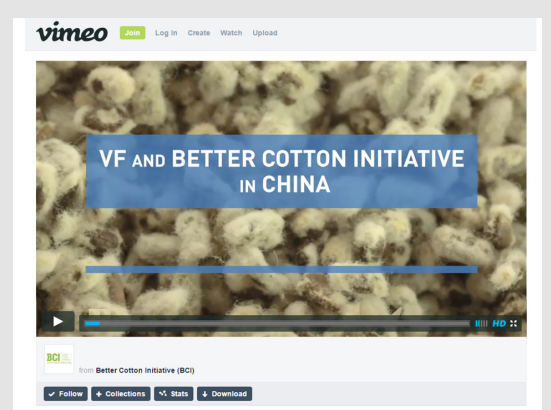 vimeo Join Log In Create Watch Upload
VF AND BETTER COTTON INITIATIVE
IN CHINA
HD
BCI
from Better Cotton Initiative (BCI)
Follow Collections Stats Download